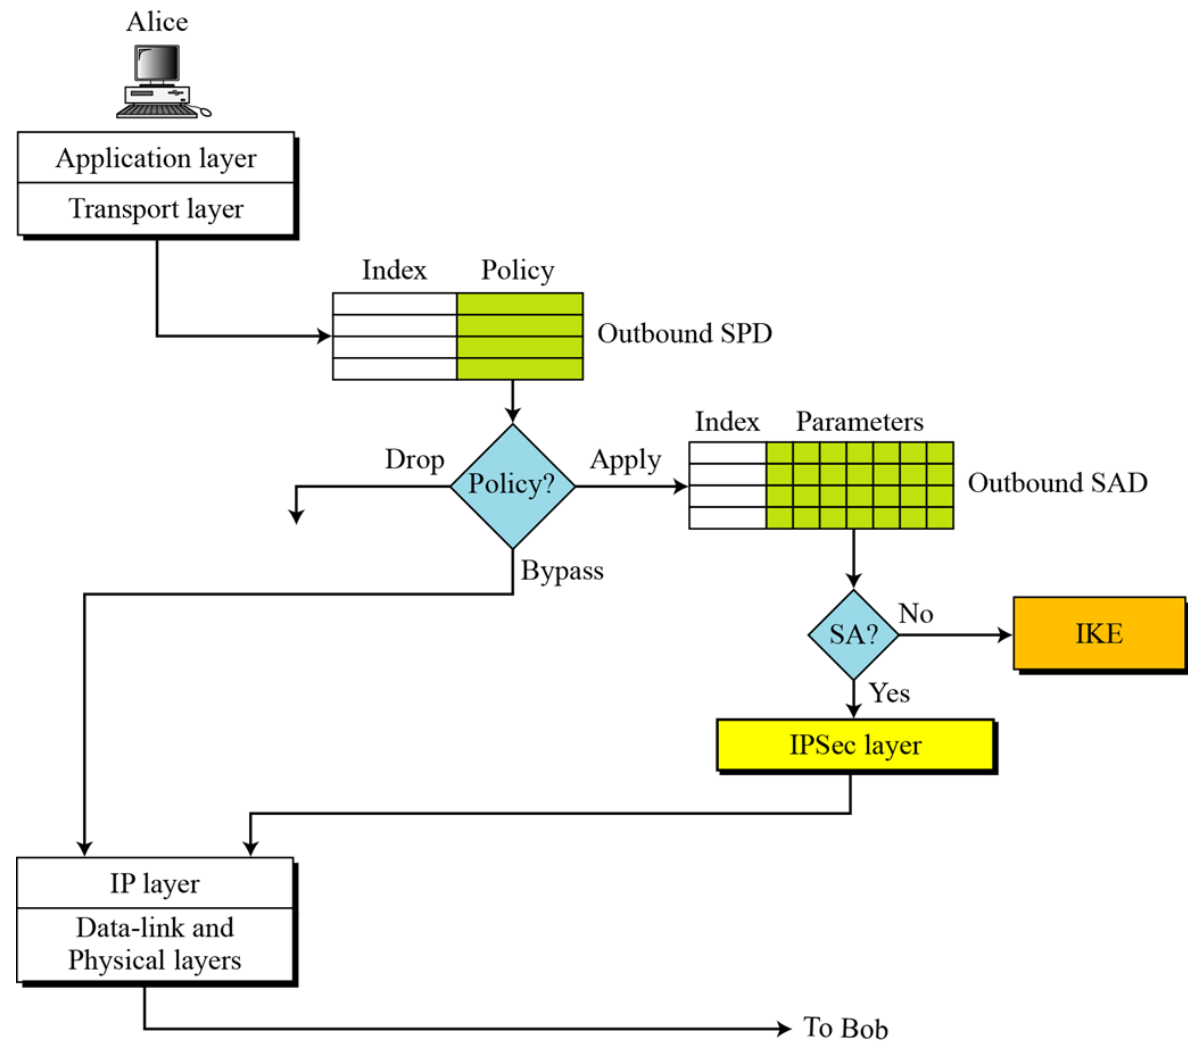 Alice
Application layer
Transport layer
Index Policy
Outbound SPD
Index Parameters
Drop
Policy?
Apply
Outbound SAD
Bypass
SA?
No
IKE
Yes
IPSec layer
IP layer
Data-link and
Physical layers
To Bob